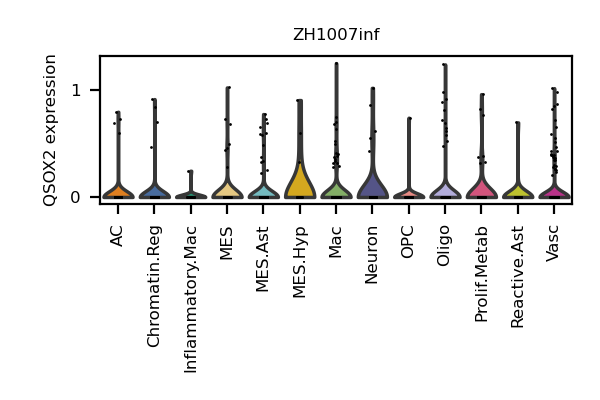 ZH1007inf
QSOX2 expression
1
0
AC
Chromatin.Reg
Inflammatory.Mac
MES
MES.Ast
MES.Hyp
Mac
Neuron
OPC
Oligo
Prolif.Metab
Reactive.Ast
Vasc